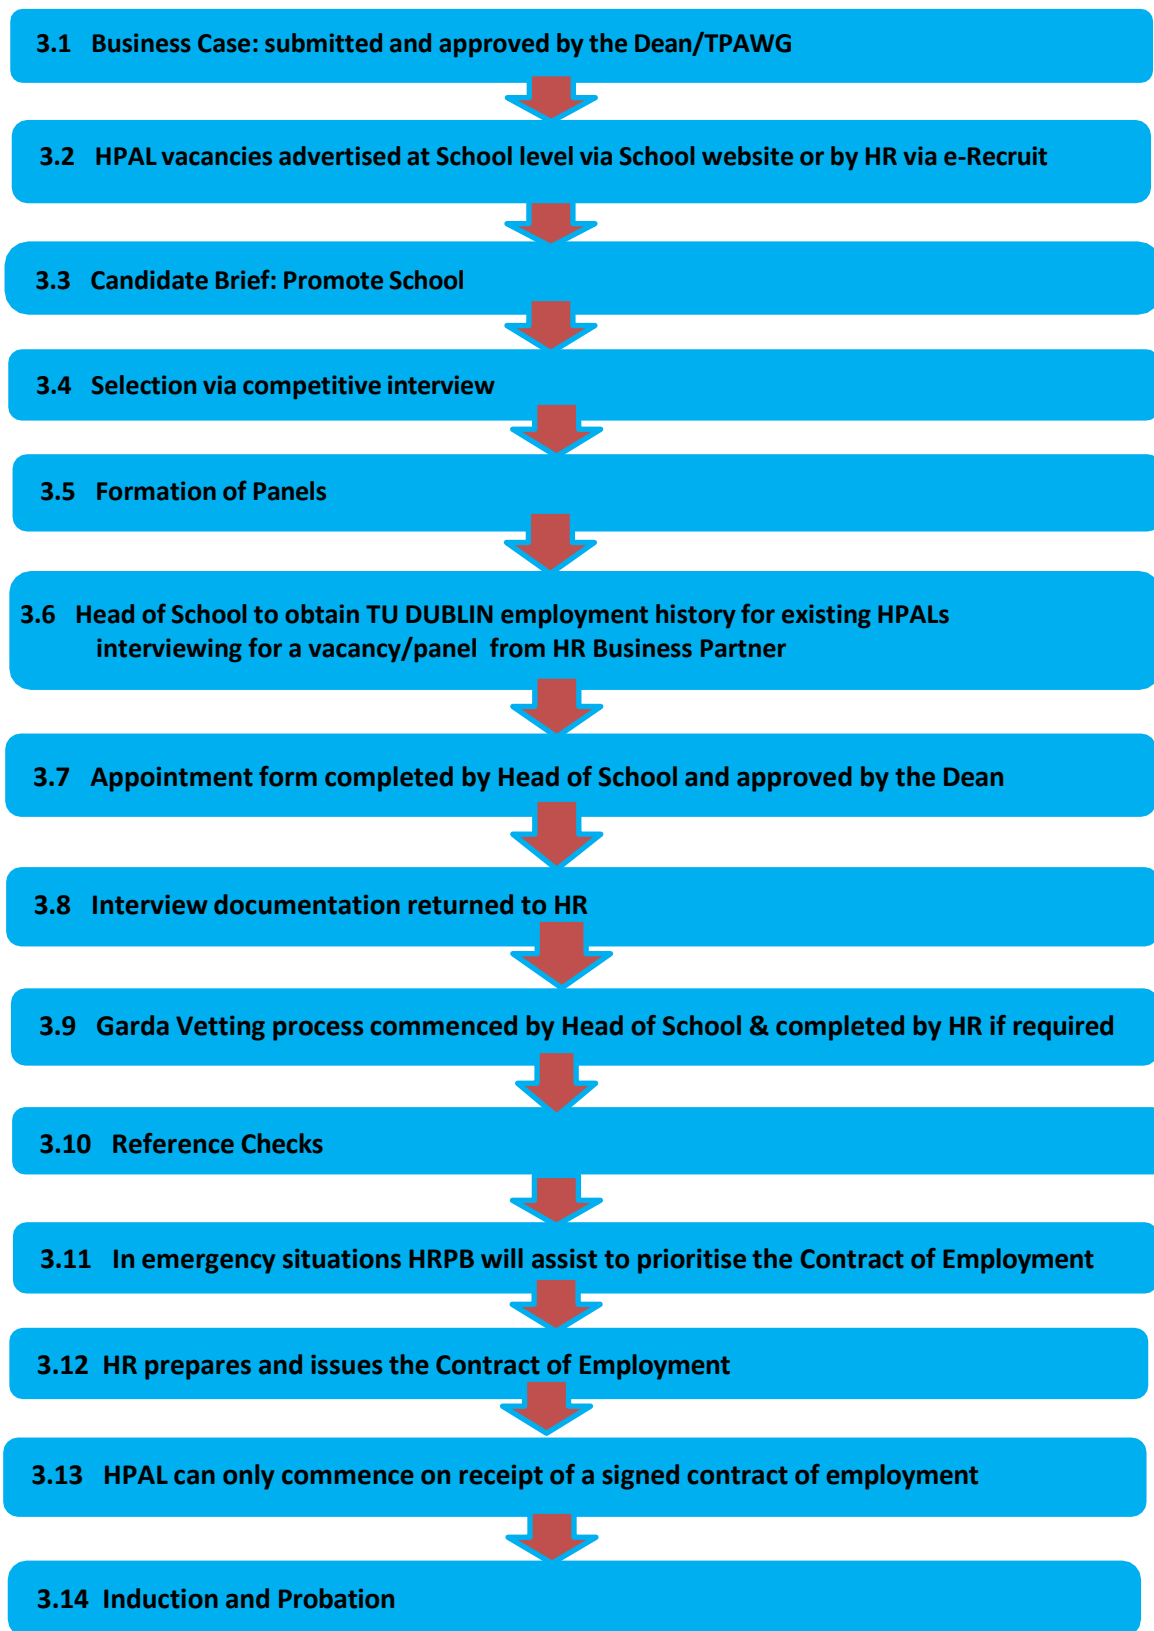 3.1 Business Case: submitted and approved by the Dean/TPAWG
3.2 HPAL vacancies advertised at School level via School website or by HR via e-Recruit
3.3 Candidate Brief: Promote School
3.4 Selection via competitive interview
3.5 Formation of Panels
3.6 Head of School to obtain TU DUBLIN employment history for existing HPALs
interviewing for a vacancy/panel from HR Business Partner
3.7 Appointment form completed by Head of School and approved by the Dean
3.8 Interview documentation returned to HR
3.9 Garda Vetting process commenced by Head of School & completed by HR if required
3.10 Reference Checks
3.11 In emergency situations HRPB will assist to prioritise the Contract of Employment
3.12 HR prepares and issues the Contract of Employment
3.13 HPAL can only commence on receipt of a signed contract of employment
3.14 Induction and Probation